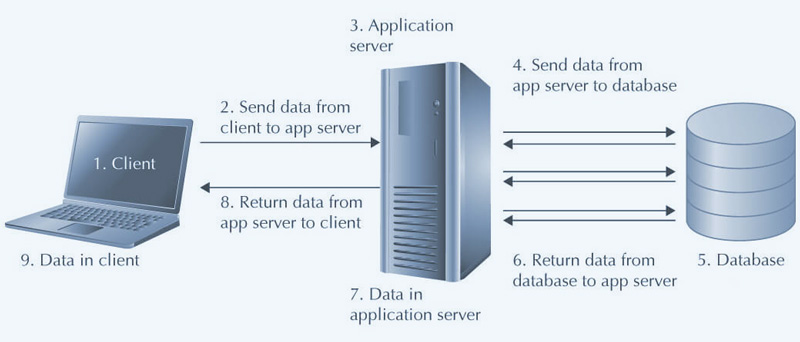 3. Application
server
4. Send data from
app server to database
2. Send data from
client to app server
1. Client
8. Return data from
app server to client
9. Data in client
6. Return data from
database to app server
5. Database
7. Data in
application server